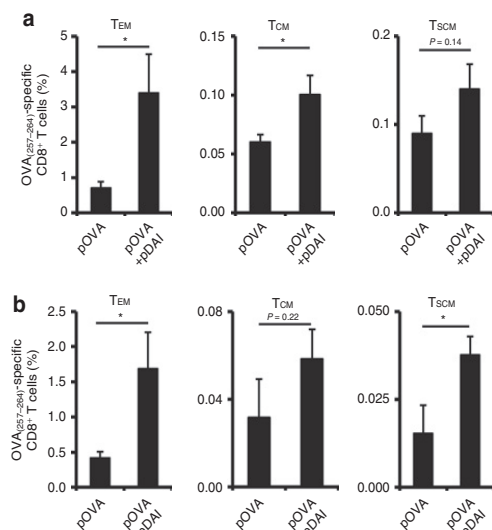 a
TEM
TCM
TSCM
*
*
P = 0.14
OVA(257–264)-specific
CD8+ T cells (%)
5
4
3
2
1
0
0.15
0.10
0.05
0.00
0.2
0.1
0.0
pOVA
pOVA
+pDAI
pOVA
pOVA
+pDAI
pOVA
pOVA
+pDAI
b
TEM
TCM
TSCM
*
P = 0.22
*
OVA(257–264)-specific
CD8+ T cells (%)
2.5
2.0
1.5
1.0
0.5
0.0
0.08
0.04
0.00
0.050
0.025
0.000
pOVA
pOVA
+pDAI
pOVA
pOVA
+pDAI
pOVA
pOVA
+pDAI